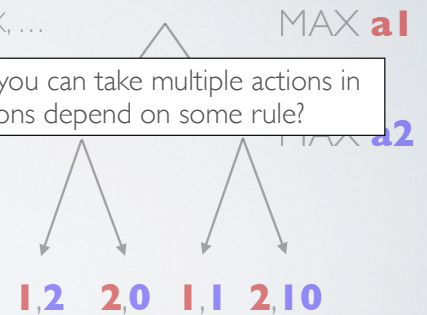 X, …
MAX a1
you can take multiple actions in
ons depend on some rule?
MAX a2
1,2 2,0 1,1 2,10